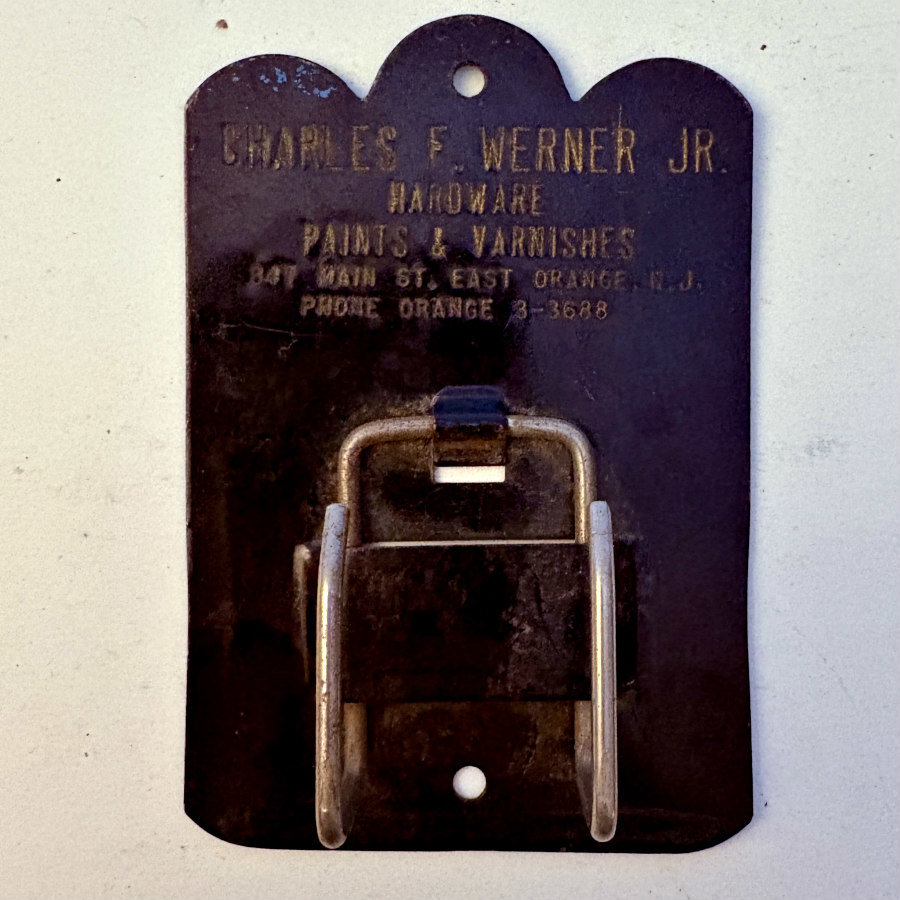 CHARLES F. WERNER JR.
HARDWARE
PAINTS & VARNISHES
847 MAIN ST. EAST ORANGE, N.J.
PHONE ORANGE 3-3688